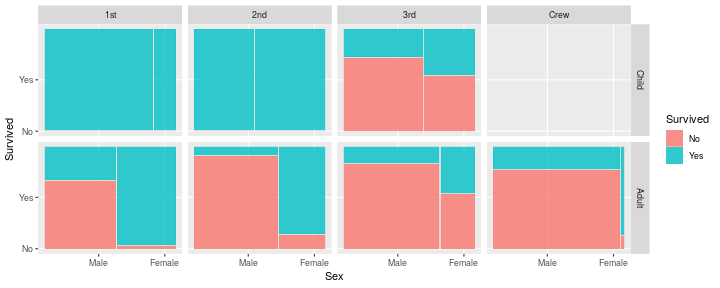 1st 2nd 3rd Crew
Survived
Yes
No
Child
Yes
No
Adult
Male Female Male Female Male Female Male Female
Sex
Survived
No
Yes